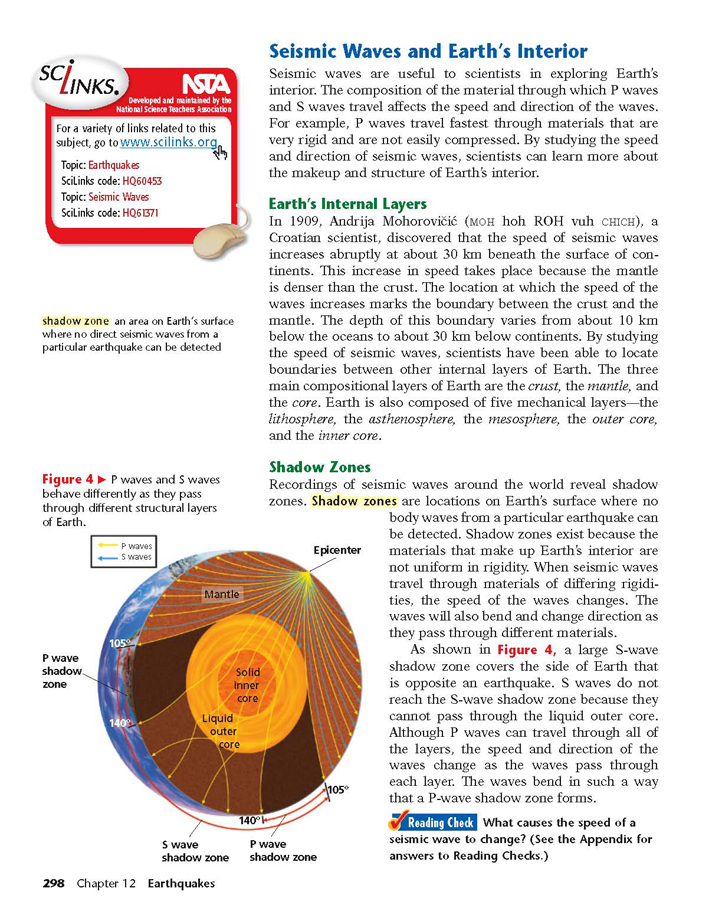 SCI
LINKS.
NSTA
Developed and maintained by the
National Science Teachers Association
For a variety of links related to this
subject, go to www.scilinks.org
Topic: Earthquakes
SciLinks code: HQ60453
Topic: Seismic Waves
SciLinks code: HQ61371
shadow zone an area on Earth's surface
where no direct seismic waves from a
particular earthquake can be detected
Seismic Waves and Earth's Interior
Seismic waves are useful to scientists in exploring Earth's
interior. The composition of the material through which P waves
and S waves travel affects the speed and direction of the waves.
For example, P waves travel fastest through materials that are
very rigid and are not easily compressed. By studying the speed
and direction of seismic waves, scientists can learn more about
the makeup and structure of Earth's interior.
Earth's Internal Layers
In 1909, Andrija Mohorovičić (MOH hoh ROH vuh CHICH), a
Croatian scientist, discovered that the speed of seismic waves
increases abruptly at about 30 km beneath the surface of con-
tinents. This increase in speed takes place because the mantle
is denser than the crust. The location at which the speed of the
waves increases marks the boundary between the crust and the
mantle. The depth of this boundary varies from about 10 km
below the oceans to about 30 km below continents. By studying
the speed of seismic waves, scientists have been able to locate
boundaries between other internal layers of Earth. The three
main compositional layers of Earth are the crust, the mantle, and
the core. Earth is also composed of five mechanical layers—the
lithosphere, the asthenosphere, the mesosphere, the outer core,
and the inner core.
Shadow Zones
Recordings of seismic waves around the world reveal shadow
zones. Shadow zones are locations on Earth's surface where no
body waves from a particular earthquake can
be detected. Shadow zones exist because the
materials that make up Earth's interior are
not uniform in rigidity. When seismic waves
travel through materials of differing rigidi-
ties, the speed of the waves changes. The
waves will also bend and change direction as
they pass through different materials.
As shown in Figure 4, a large S-wave
shadow zone covers the side of Earth that
is opposite an earthquake. S waves do not
reach the S-wave shadow zone because they
cannot pass through the liquid outer core.
Although P waves can travel through all of
the layers, the speed and direction of the
waves change as the waves pass through
each layer. The waves bend in such a way
that a P-wave shadow zone forms.
Reading Check What causes the speed of a
seismic wave to change? (See the Appendix for
answers to Reading Checks.)
Figure 4 ▶ P waves and S waves
behave differently as they pass
through different structural layers
of Earth.
P waves
S waves
Epicenter
Mantle
105°
P wave
shadow
zone
Solid
inner
core
Liquid
outer
core
140°
105°
140°
S wave
shadow zone
P wave
shadow zone
298 Chapter 12 Earthquakes